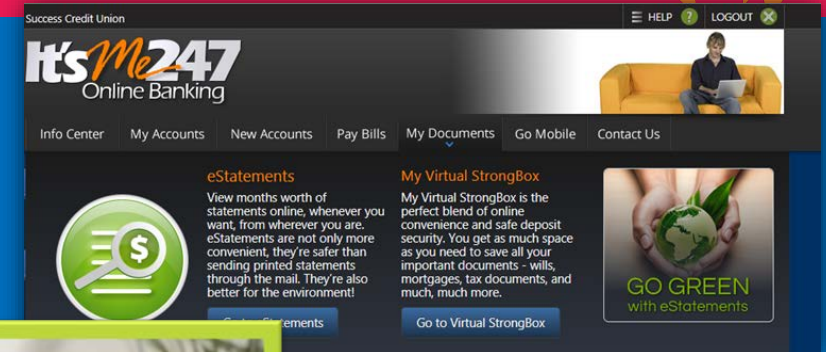 Success Credit Union
HELP ? LOGOUT
It's Me 247
Online Banking
Info Center My Accounts New Accounts Pay Bills My Documents Go Mobile Contact Us
eStatements
View months worth of
statements online, whenever you
want, from wherever you are.
eStatements are not only more
convenient, they're safer than
sending printed statements
through the mail. They're also
better for the environment!
Statements
My Virtual StrongBox
My Virtual StrongBox is the
perfect blend of online
convenience and safe deposit
security. You get as much space
as you need to save all your
important documents - wills,
mortgages, tax documents, and
much, much more.
Go to Virtual StrongBox
$
GO GREEN
with eStatements